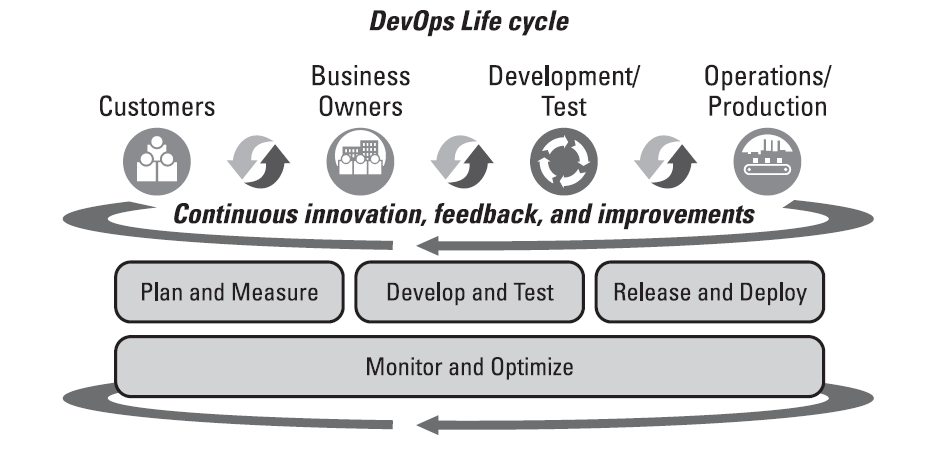 DevOps Life cycle
Customers
Business
Owners
Development/
Test
Operations/
Production
Continuous innovation, feedback, and improvements
Plan and Measure
Develop and Test
Release and Deploy
Monitor and Optimize